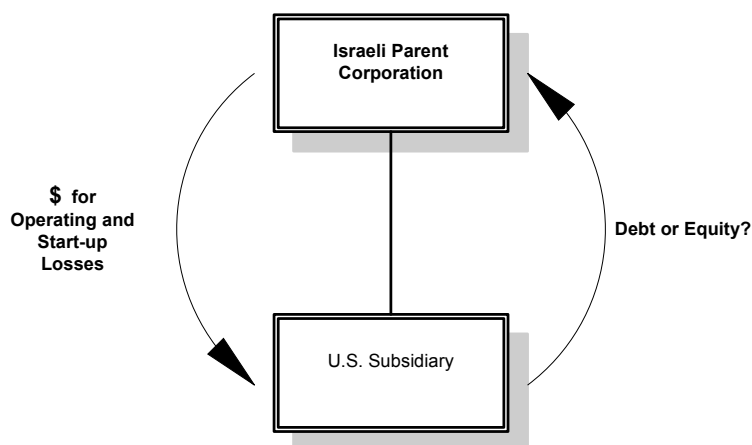 Israeli Parent
Corporation
$ for
Operating and
Start-up
Losses
Debt or Equity?
U.S. Subsidiary